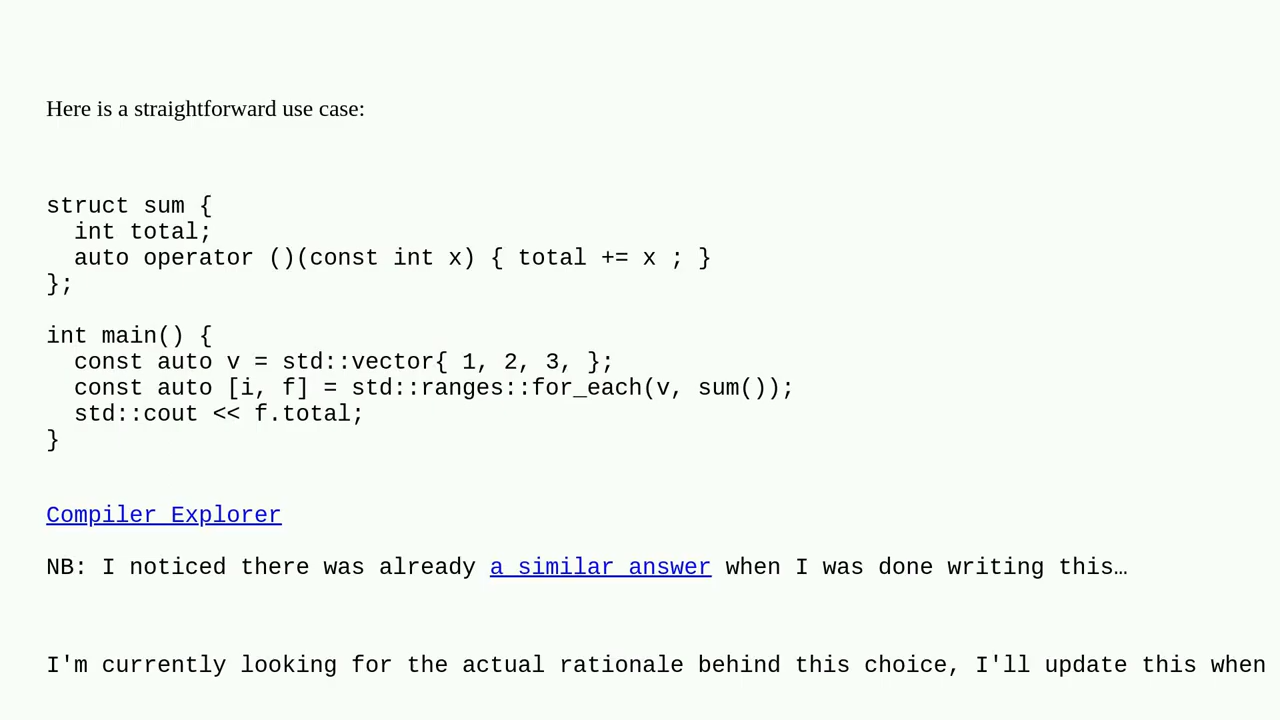 Here is a straightforward use case:
struct sum {
  int total;
  auto operator ()(const int x) { total += x ; }
};
int main() {
  const auto v = std::vector{ 1, 2, 3, };
  const auto [i, f] = std::ranges::for_each(v, sum());
  std::cout << f.total;
}
Compiler Explorer
NB: I noticed there was already a similar answer when I was done writing this…
I'm currently looking for the actual rationale behind this choice, I'll update this when